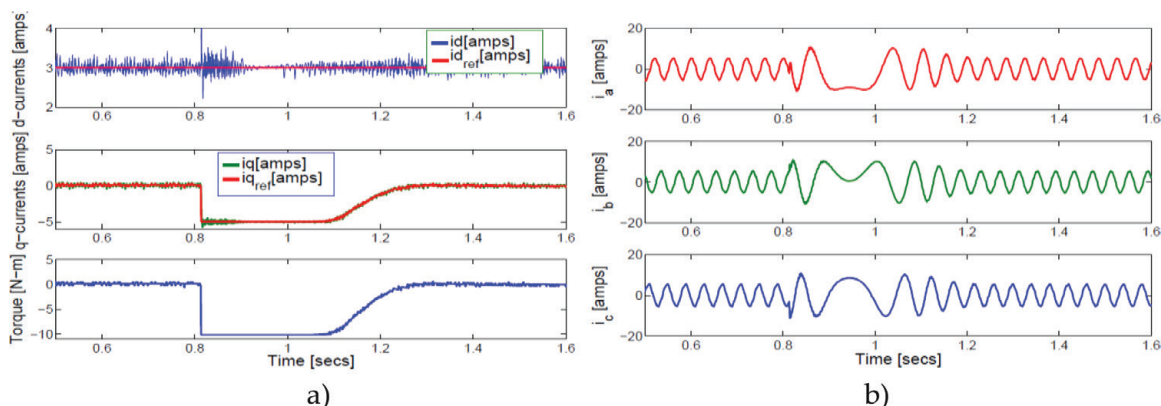 d-currents [amps]
4
3
2
id[amps]
idref[amps]
0.6 0.8 1 1.2 1.4 1.6
q-currents [amps]
5
0
-5
iq[amps]
iqref[amps]
0.6 0.8 1 1.2 1.4 1.6
Torque [N-m]
5
0
-5
-10
0.6 0.8 1 1.2 1.4 1.6
Time [secs]
a)
i_a [amps]
20
0
-20
0.6 0.8 1 1.2 1.4 1.6
i_b [amps]
20
0
-20
0.6 0.8 1 1.2 1.4 1.6
i_c [amps]
20
0
-20
0.6 0.8 1 1.2 1.4 1.6
Time [secs]
b)